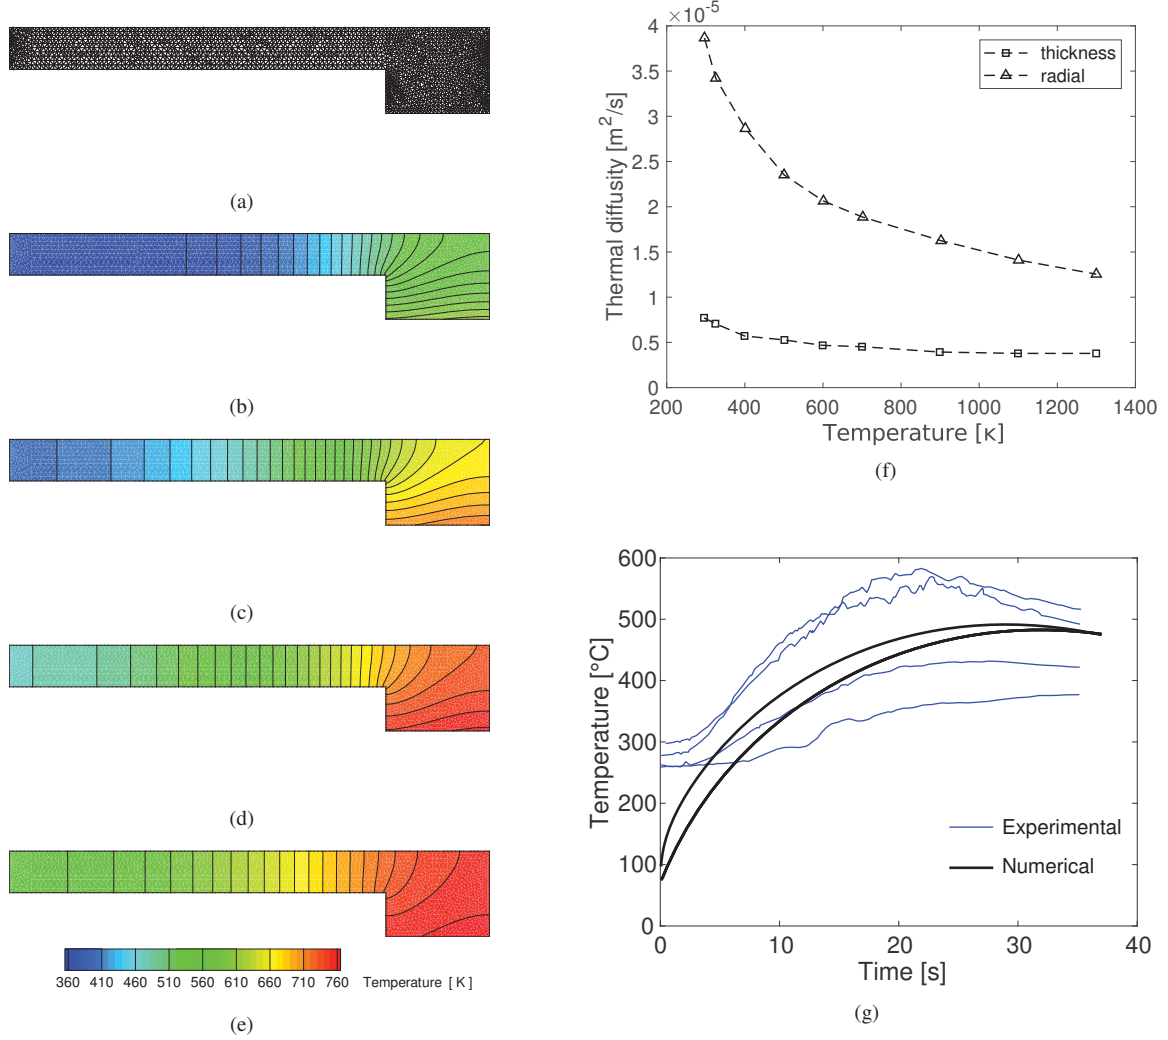 (a)
(b)
(c)
(d)
360 410 460 510 560 610 660 710 760 Temperature [ K ]
(e)
×10-5
4
3.5
3
2.5
2
1.5
1
0.5
0
200 400 600 800 1000 1200 1400
Thermal diffusity [m2/s]
Temperature [K]
thickness
radial
(f)
600
500
400
300
200
100
0
0 10 20 30 40
Temperature [°C]
Time [s]
Experimental
Numerical
(g)